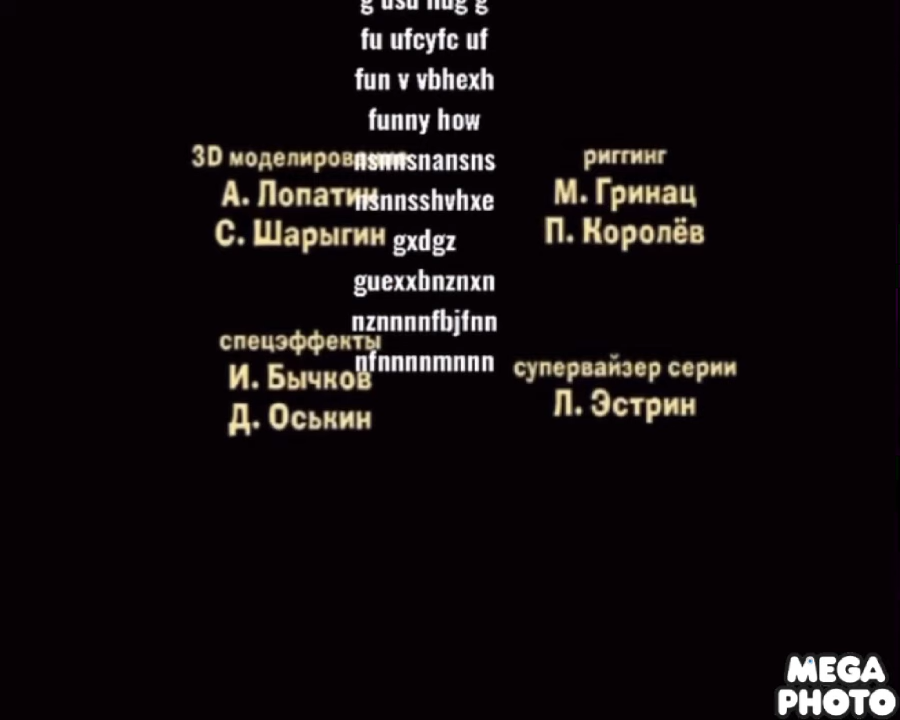 fu ufcyfc uf
fun v vbhexh
funny how
3D моделирование
nsnnsnansns
риггинг
А. Лопатин
nsnnsshvhxe
М. Гринац
С. Шарыгин
gxdgz
П. Королёв
guexxbnznxn
nznnnnfbjfnn
спецэффекты
nfnnnnmnnn
супервайзер серии
И. Бычков
Л. Эстрин
Д. Оськин
MEGA
PHOTO